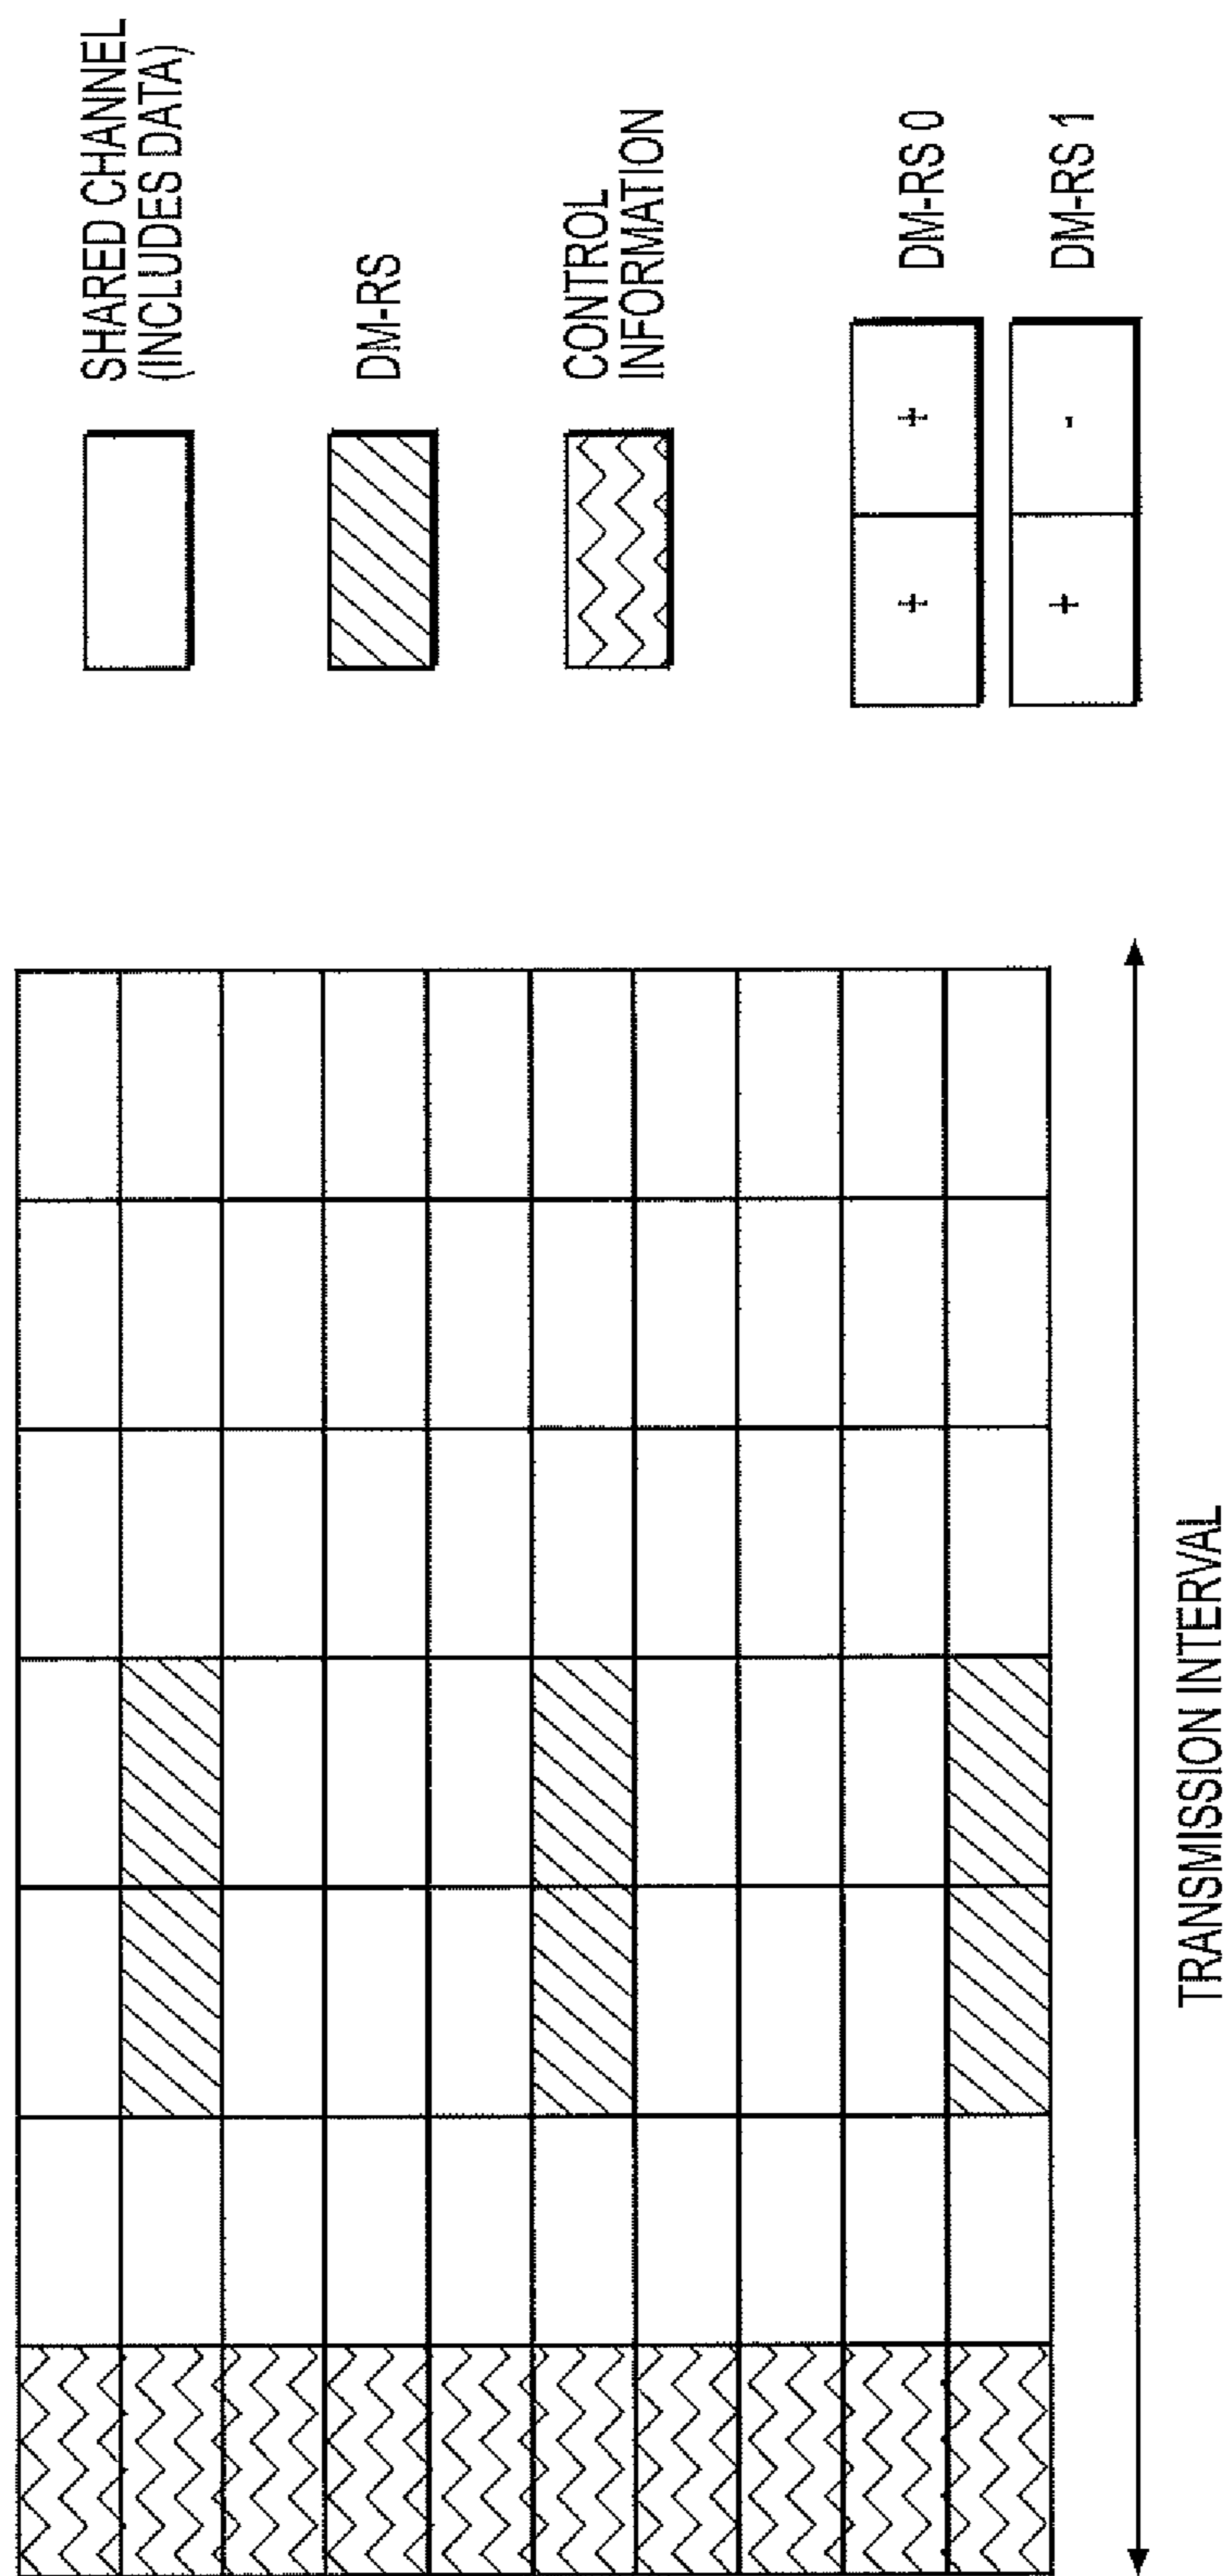 SHARED CHANNEL
(INCLUDES DATA)
DM-RS
CONTROL
INFORMATION
+ +
DM-RS 0
+ -
DM-RS 1
TRANSMISSION INTERVAL